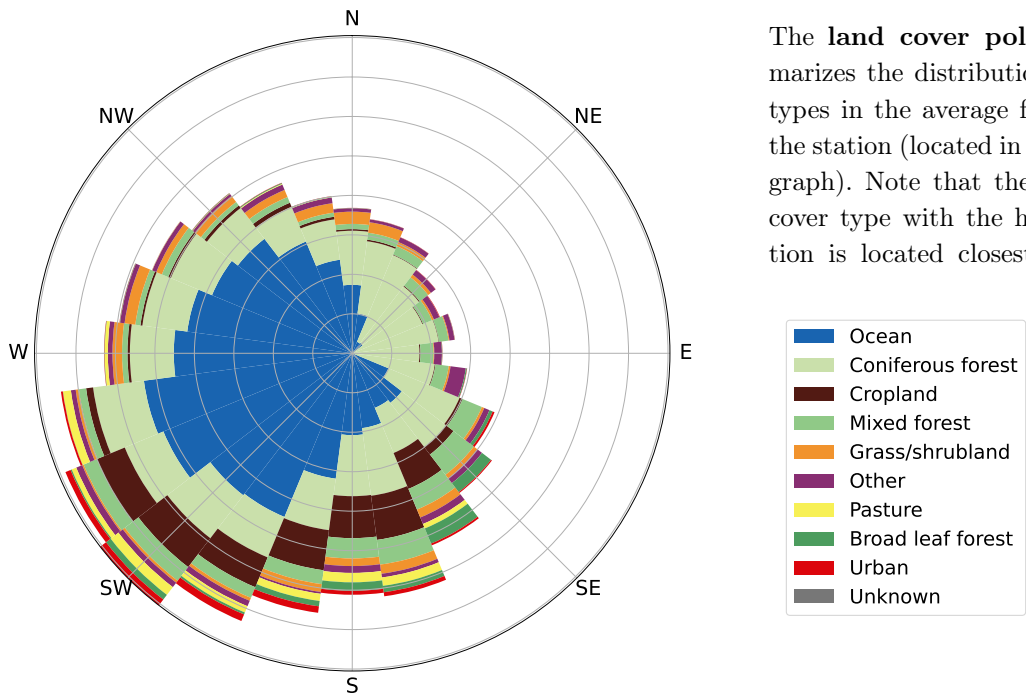 N
NW
NE
W
E
SW
SE
S
The land cover pol
marizes the distributi
types in the average f
the station (located in
graph). Note that the
cover type with the h
tion is located closest
Ocean
Coniferous forest
Cropland
Mixed forest
Grass/shrubland
Other
Pasture
Broad leaf forest
Urban
Unknown